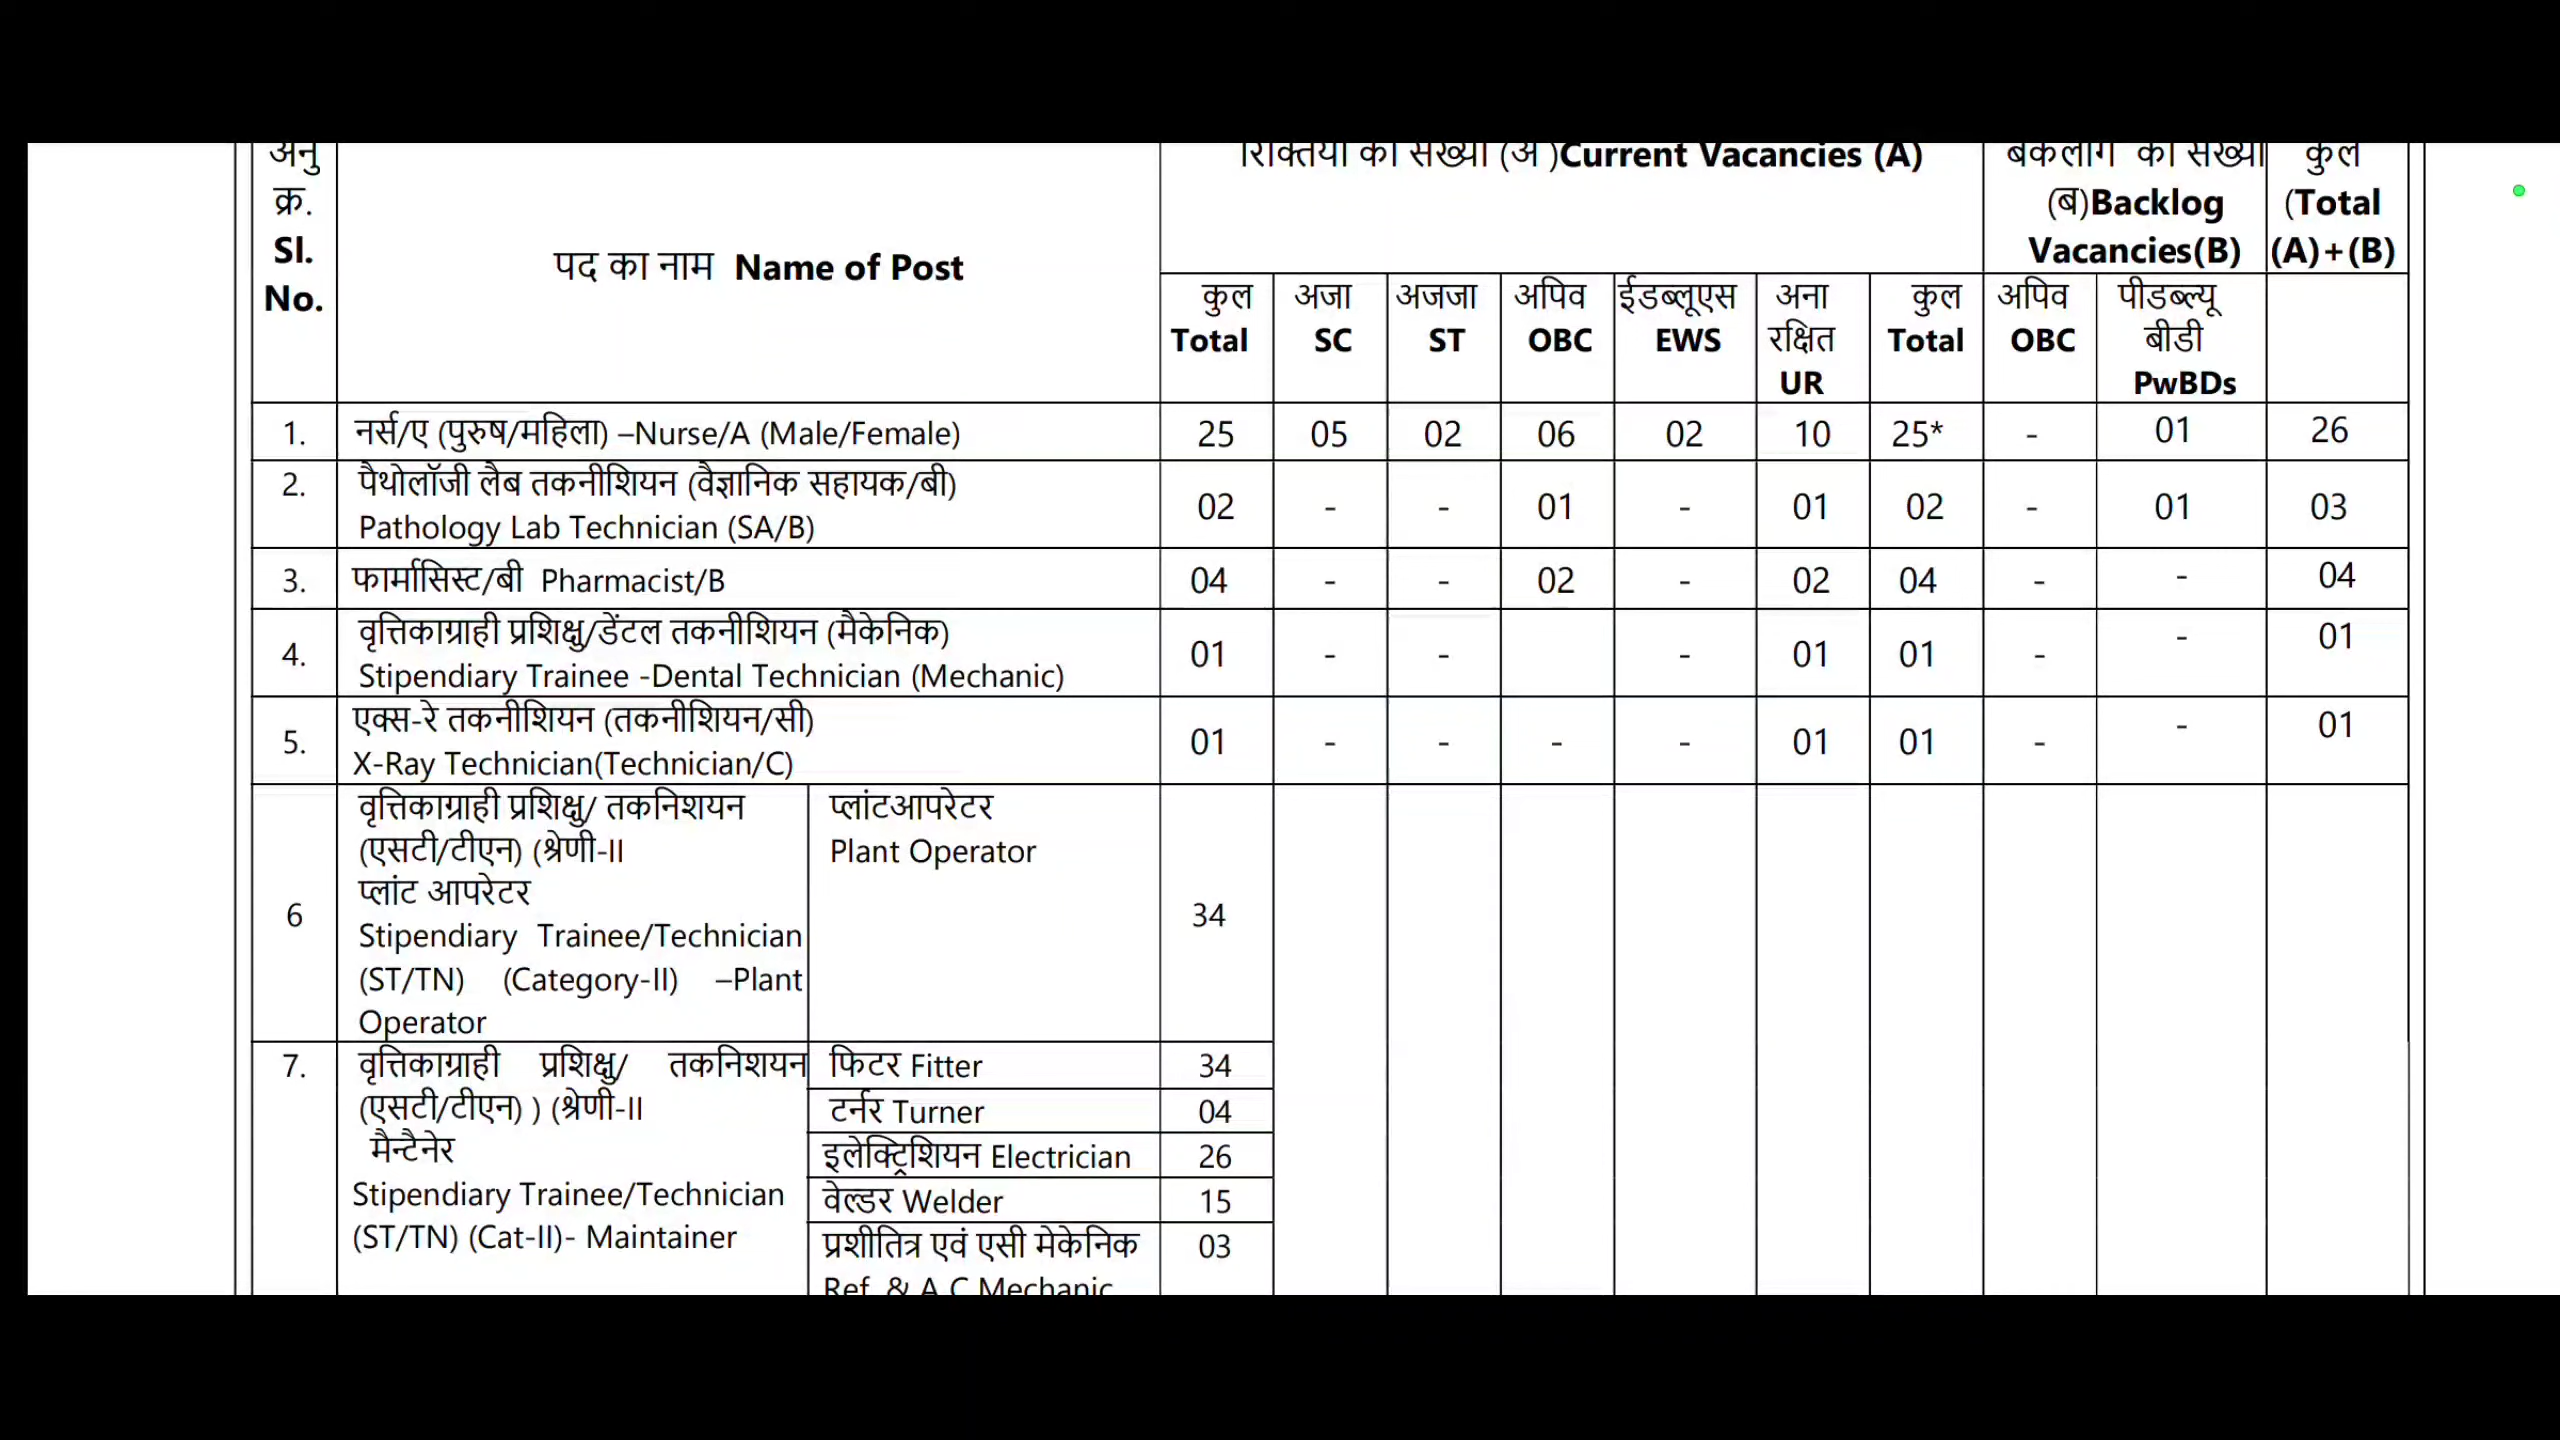 अनु क्र. Sl. No.
पद का नाम Name of Post
रिक्तियों की संख्या (अ )Current Vacancies (A)
बैकलॉग की संख्या (ब)Backlog Vacancies(B)
कुल (Total (A)+(B)
कुल Total
अजा SC
अजजा ST
अपिव OBC
ईडब्लूएस EWS
अना रक्षित UR
कुल Total
अपिव OBC
पीडब्ल्यू बीडी PwBDs
1. नर्स/ए (पुरुष/महिला) –Nurse/A (Male/Female) 25 05 02 06 02 10 25* - 01 26
2. पैथोलॉजी लैब तकनीशियन (वैज्ञानिक सहायक/बी)
Pathology Lab Technician (SA/B) 02 - - 01 - 01 02 - 01 03
3. फार्मासिस्ट/बी Pharmacist/B 04 - - 02 - 02 04 - - 04
4. वृत्तिकाग्राही प्रशिक्षु/डेंटल तकनीशियन (मैकेनिक)
Stipendiary Trainee -Dental Technician (Mechanic) 01 - - - 01 01 - - 01
5. एक्स-रे तकनीशियन (तकनीशियन/सी)
X-Ray Technician(Technician/C) 01 - - - - 01 01 - - 01
6 वृत्तिकाग्राही प्रशिक्षु/ तकनिशयन
(एसटी/टीएन) (श्रेणी-II
प्लांट आपरेटर
Stipendiary Trainee/Technician
(ST/TN) (Category-II) –Plant
Operator
प्लांटआपरेटर
Plant Operator
34
7. वृत्तिकाग्राही प्रशिक्षु/ तकनिशयन
(एसटी/टीएन) ) (श्रेणी-II
मैन्टैनेर
Stipendiary Trainee/Technician
(ST/TN) (Cat-II)- Maintainer
फिटर Fitter 34
टर्नर Turner 04
इलेक्ट्रिशियन Electrician 26
वेल्डर Welder 15
प्रशीतित्र एवं एसी मेकेनिक 03
Ref. & A.C Mechanic